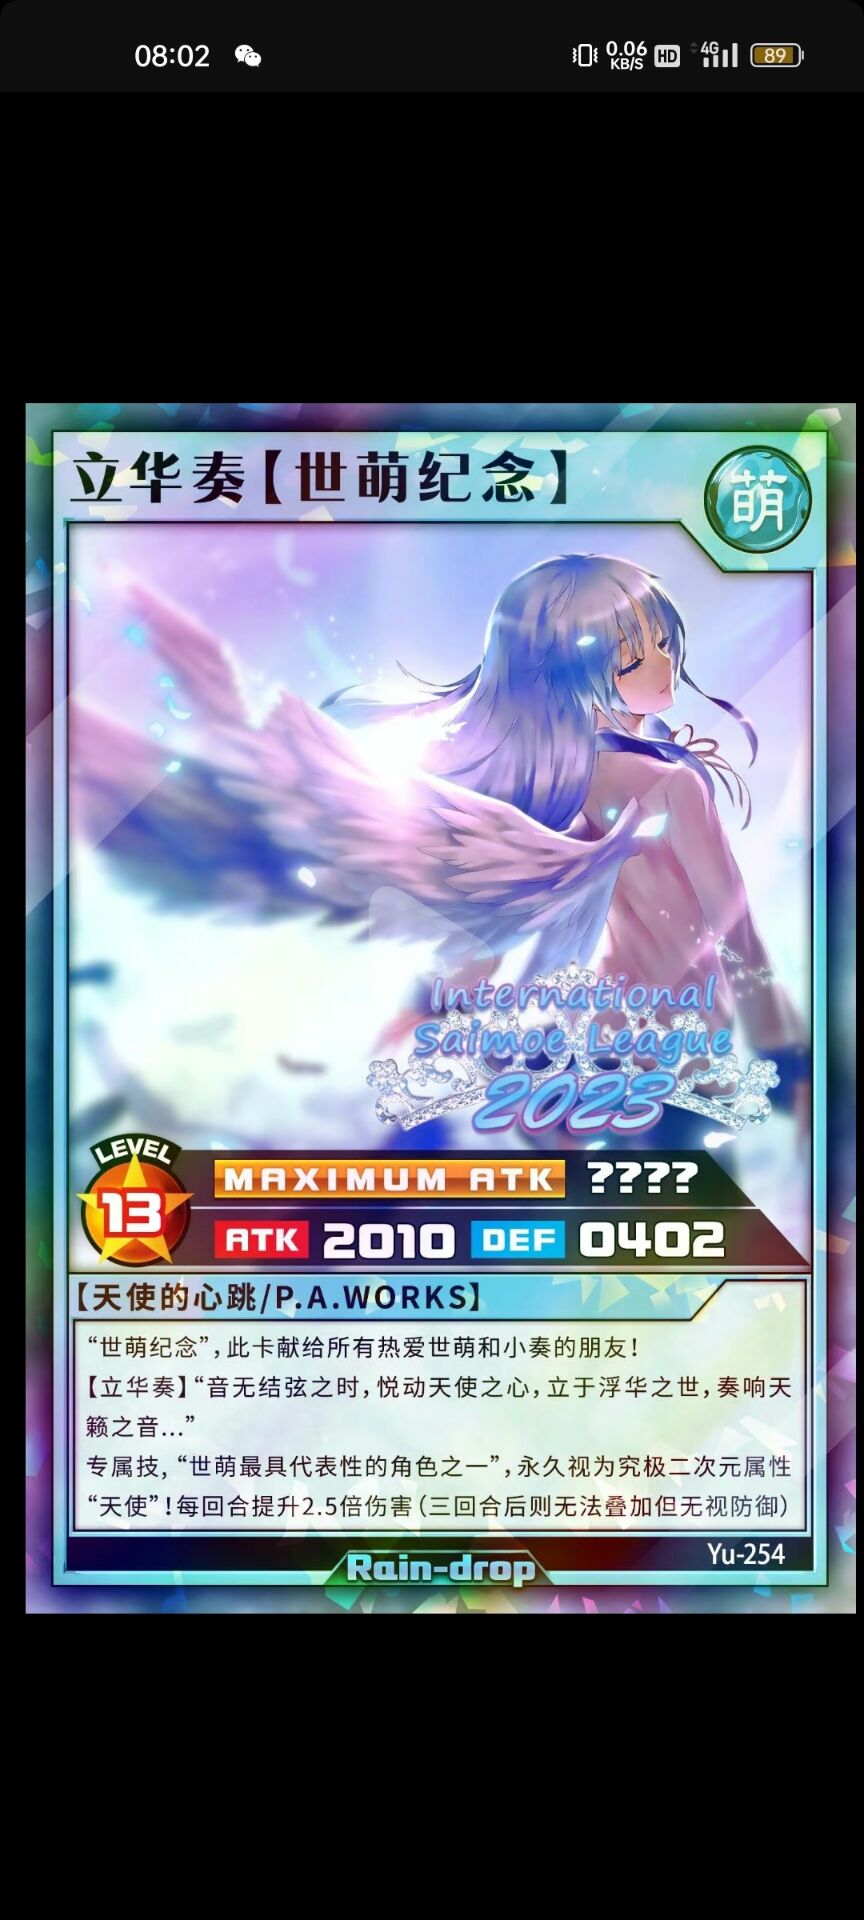 08:02
0.06
KB/S
HD
4G
89
立华奏【世萌纪念】
萌
International
Saimoe League
2023
LEVEL
13
MAXIMUM ATK ????
ATK 2010 DEF 0402
【天使的心跳/P.A.WORKS】
“世萌纪念”,此卡献给所有热爱世萌和小奏的朋友!
【立华奏】“音无结弦之时,悦动天使之心,立于浮华之世,奏响天
籁之音...”
专属技,“世萌最具代表性的角色之一”,永久视为究极二次元属性
“天使”!每回合提升2.5倍伤害(三回合后则无法叠加但无视防御)
Yu-254
Rain-drop